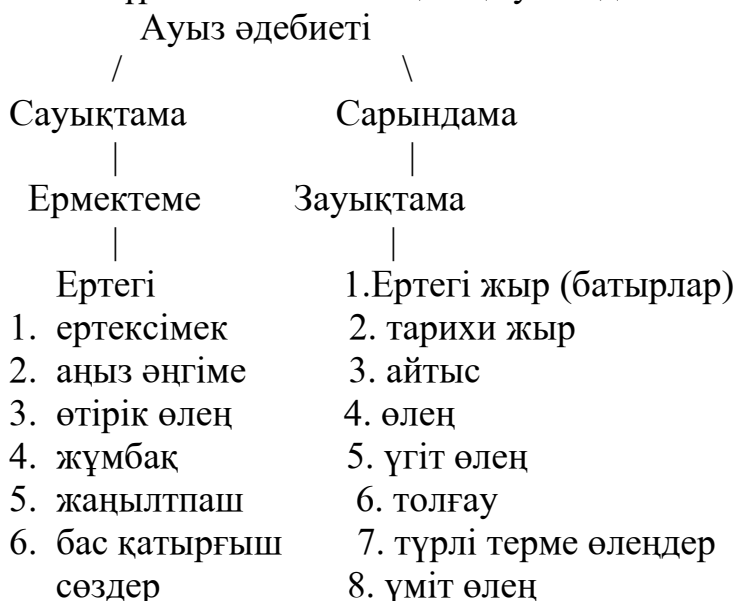 Ауыз әдебиеті
/ \
Сауықтама Сарындама
| |
Ермектеме Зауықтама
| |
Ертегі 1.Ертегі жыр (батырлар)
1. ертексімек 2. тарихи жыр
2. аңыз әңгіме 3. айтыс
3. өтірік өлең 4. өлең
4. жұмбақ 5. үгіт өлең
5. жаңылтпаш 6. толғау
6. бас қатырғыш 7. түрлі терме өлеңдер
сөздер 8. үміт өлең